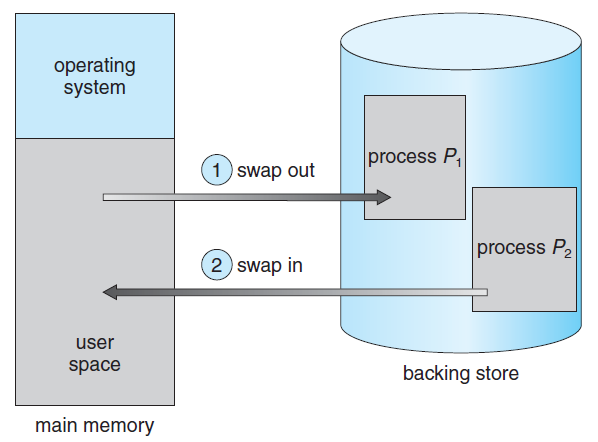 operating
system
1 swap out
process P1
2 swap in
process P2
user
space
backing store
main memory